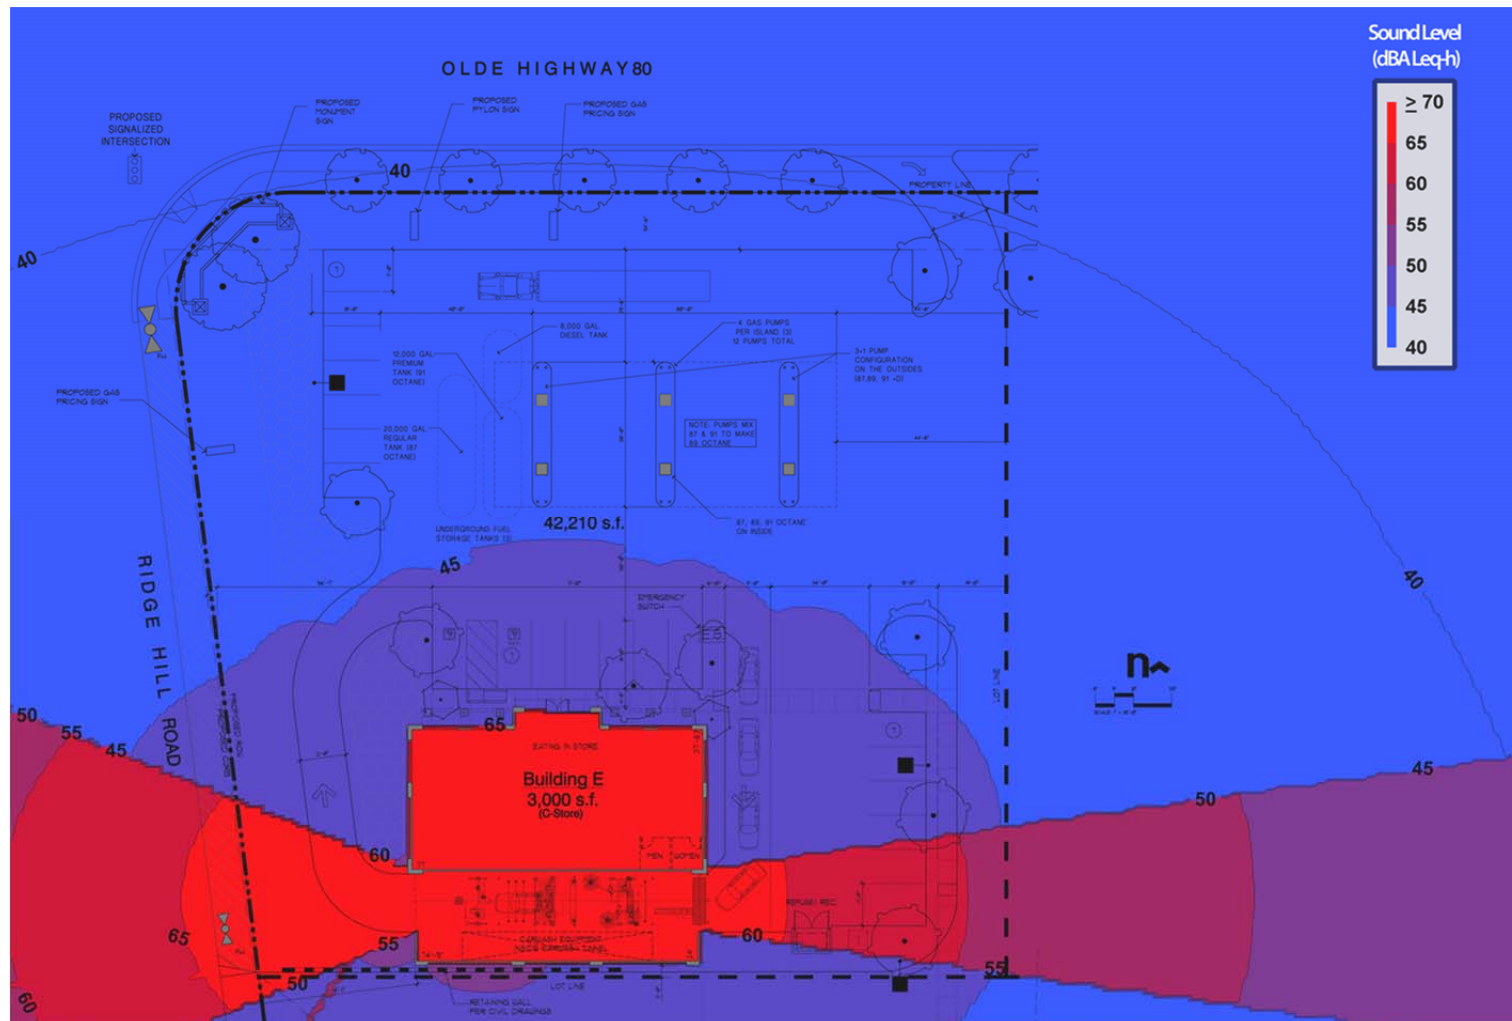 OLDE HIGHWAY 80
Sound Level
(dBA Leq-h)
≥ 70
65
60
55
50
45
40
PROPOSED
SIGNALIZED
INTERSECTION
PROPOSED
MONUMENT
SIGN
PROPOSED
PYLON SIGN
PROPOSED GAS
PRICING SIGN
40
PROPERTY LINE
40
8,000 GAL
DIESEL TANK
4 GAS PUMPS
PER ISLAND (3)
12 PUMPS TOTAL
12,000 GAL
PREMIUM
TANK (91
OCTANE)
3+1 PUMP
CONFIGURATION
ON THE OUTSIDES
(87,89, 91 +D)
PROPOSED GAS
PRICING SIGN
20,000 GAL
REGULAR
TANK (87
OCTANE)
NOTE: PUMPS MIX
87 & 91 TO MAKE
89 OCTANE
42,210 s.f.
87, 89, 91 OCTANE
ON INSIDE
UNDERGROUND FUEL
STORAGE TANKS (3)
45
40
RIDGE HILL ROAD
EMERGENCY
SWITCH
n
LOT LINE
50
55
45
65
EATING IN STORE
Building E
3,000 s.f.
(C-Store)
45
50
60
MEN
WOMEN
REFUSE/ REC.
65
55
60
50
55
60
LOT LINE
RETAINING WALL
PER CIVIL DRAWINGS